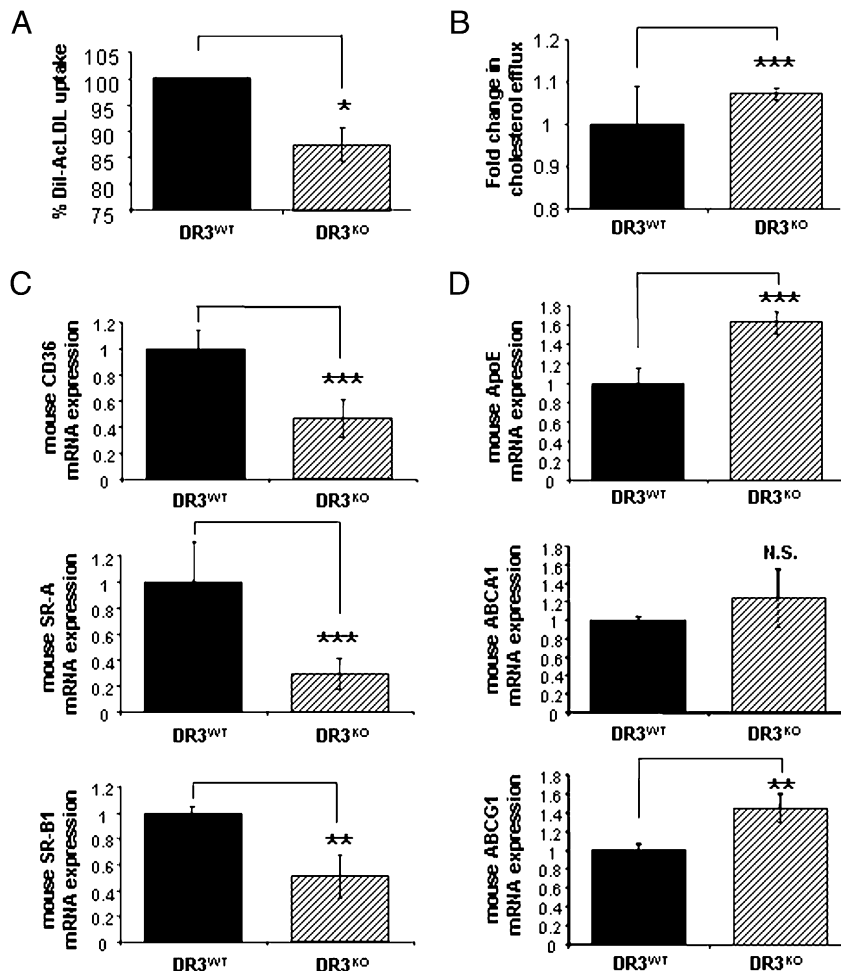 A
% Dil-AcLDL uptake
105
100
95
90
85
80
75
*
DR3WT
DR3KO
B
Fold change in
cholesterol efflux
1.2
1.1
1
0.9
0.8
***
DR3WT
DR3KO
C
mouse CD36
mRNA expression
1.2
1
0.8
0.6
0.4
0.2
0
***
DR3WT
DR3KO
mouse SR-A
mRNA expression
1.2
1
0.8
0.6
0.4
0.2
0
***
DR3WT
DR3KO
mouse SR-B1
mRNA expression
1.2
1
0.8
0.6
0.4
0.2
0
**
DR3WT
DR3KO
D
mouse ApoE
mRNA expression
1.8
1.6
1.4
1.2
1
0.8
0.6
0.4
0.2
0
***
DR3WT
DR3KO
mouse ABCA1
mRNA expression
1.8
1.6
1.4
1.2
1
0.8
0.6
0.4
0.2
0
N.S.
DR3WT
DR3KO
mouse ABCG1
mRNA expression
1.8
1.6
1.4
1.2
1
0.8
0.6
0.4
0.2
0
**
DR3WT
DR3KO